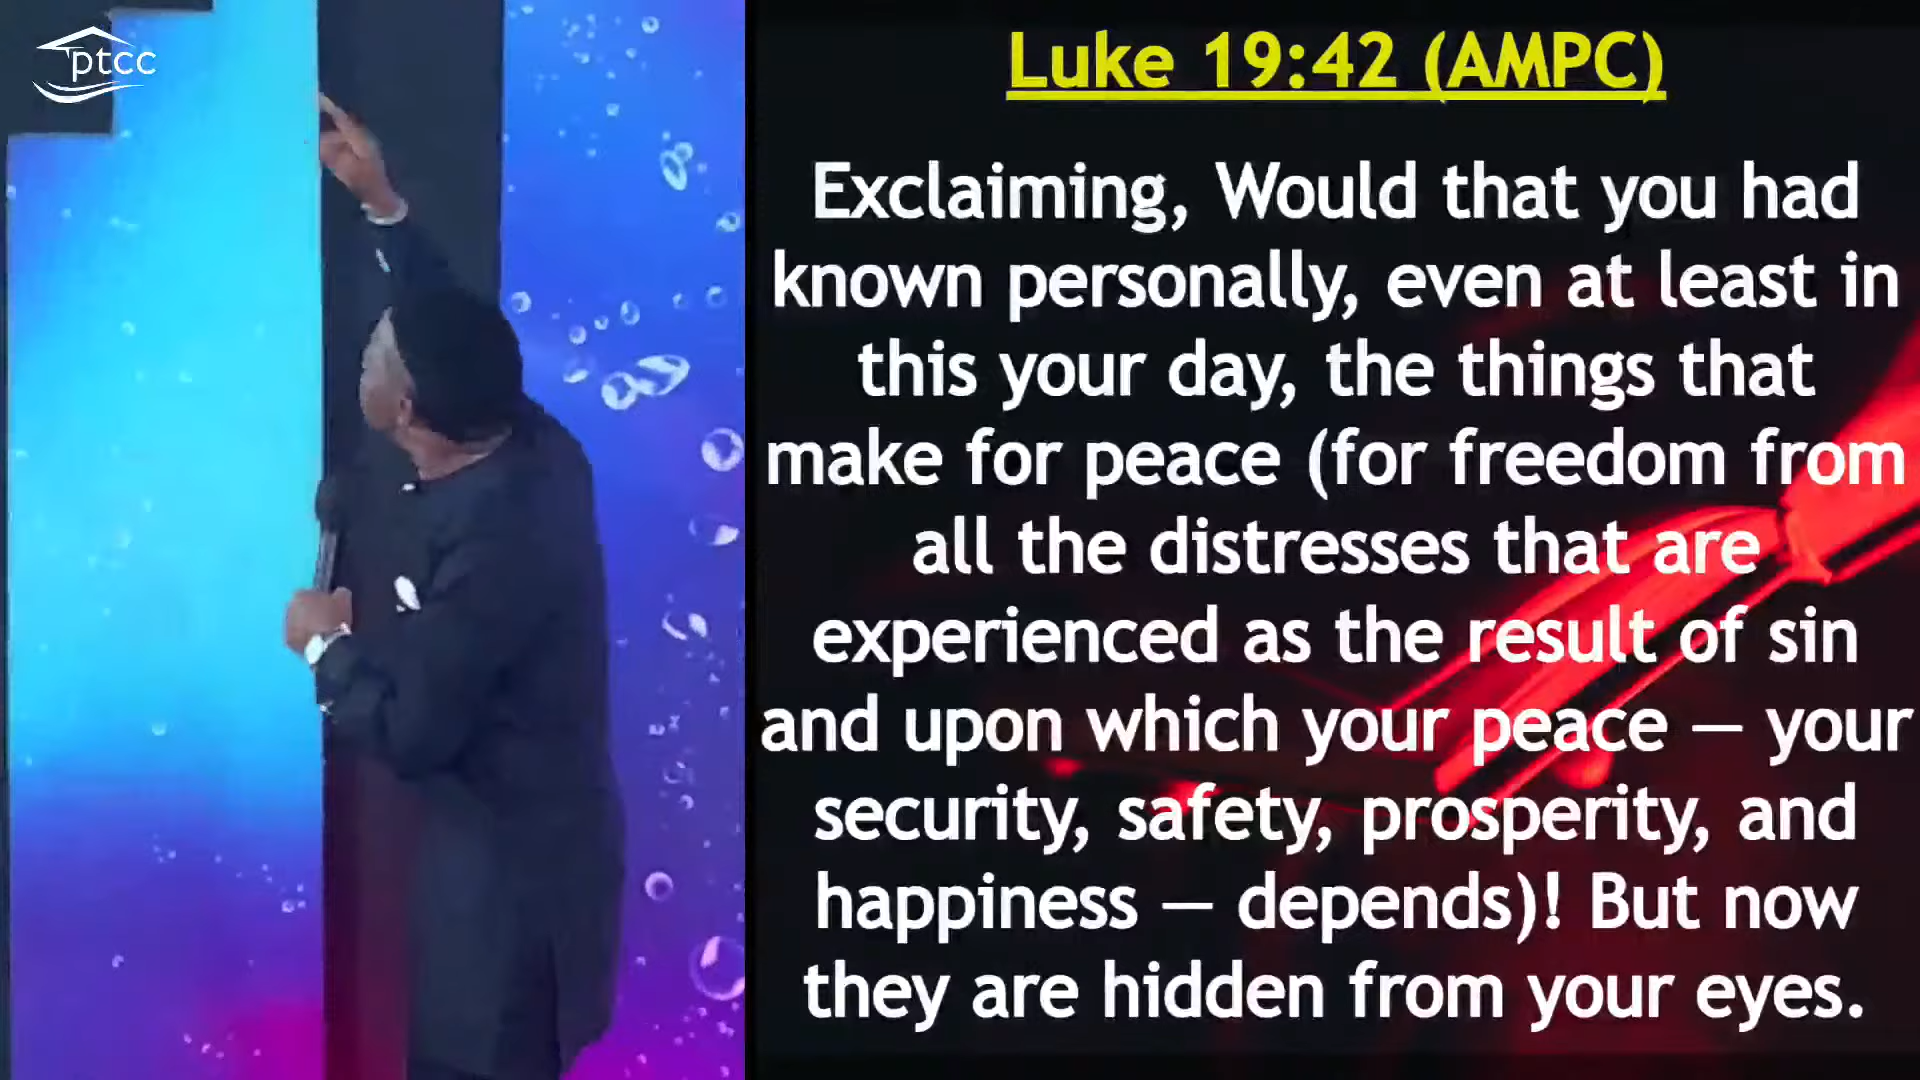 ptcc
Luke 19:42 (AMPC)
Exclaiming, Would that you had
known personally, even at least in
this your day, the things that
make for peace (for freedom from
all the distresses that are
experienced as the result of sin
and upon which your peace — your
security, safety, prosperity, and
happiness — depends)! But now
they are hidden from your eyes.